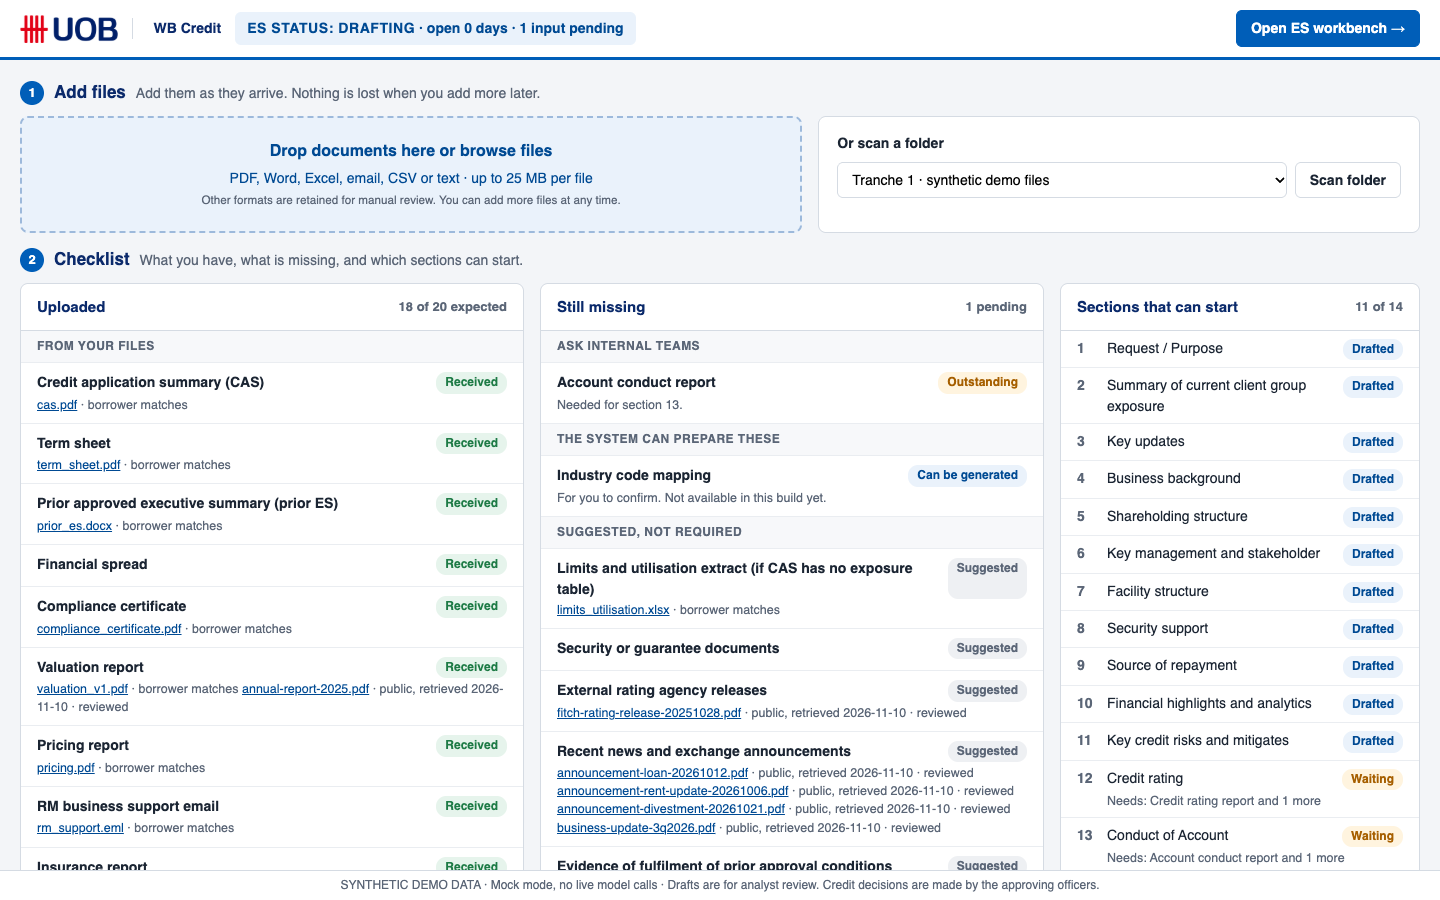 UOB
WB Credit
ES STATUS: DRAFTING · open 0 days · 1 input pending
Open ES workbench →
1 Add files Add them as they arrive. Nothing is lost when you add more later.
Drop documents here or browse files
PDF, Word, Excel, email, CSV or text · up to 25 MB per file
Other formats are retained for manual review. You can add more files at any time.
Or scan a folder
Tranche 1 · synthetic demo files
Scan folder
2 Checklist What you have, what is missing, and which sections can start.
Uploaded 18 of 20 expected
FROM YOUR FILES
Credit application summary (CAS) Received
cas.pdf · borrower matches
Term sheet Received
term_sheet.pdf · borrower matches
Prior approved executive summary (prior ES) Received
prior_es.docx · borrower matches
Financial spread Received
Compliance certificate Received
compliance_certificate.pdf · borrower matches
Valuation report Received
valuation_v1.pdf · borrower matches annual-report-2025.pdf · public, retrieved 2026-
11-10 · reviewed
Pricing report Received
pricing.pdf · borrower matches
RM business support email Received
rm_support.eml · borrower matches
Insurance report Received
Still missing 1 pending
ASK INTERNAL TEAMS
Account conduct report Outstanding
Needed for section 13.
THE SYSTEM CAN PREPARE THESE
Industry code mapping Can be generated
For you to confirm. Not available in this build yet.
SUGGESTED, NOT REQUIRED
Limits and utilisation extract (if CAS has no exposure Suggested
table)
limits_utilisation.xlsx · borrower matches
Security or guarantee documents Suggested
External rating agency releases Suggested
fitch-rating-release-20251028.pdf · public, retrieved 2026-11-10 · reviewed
Recent news and exchange announcements Suggested
announcement-loan-20261012.pdf · public, retrieved 2026-11-10 · reviewed
announcement-rent-update-20261006.pdf · public, retrieved 2026-11-10 · reviewed
announcement-divestment-20261021.pdf · public, retrieved 2026-11-10 · reviewed
business-update-3q2026.pdf · public, retrieved 2026-11-10 · reviewed
Evidence of fulfilment of prior approval conditions Suggested
Sections that can start 11 of 14
1 Request / Purpose Drafted
2 Summary of current client group Drafted
exposure
3 Key updates Drafted
4 Business background Drafted
5 Shareholding structure Drafted
6 Key management and stakeholder Drafted
7 Facility structure Drafted
8 Security support Drafted
9 Source of repayment Drafted
10 Financial highlights and analytics Drafted
11 Key credit risks and mitigates Drafted
12 Credit rating Waiting
Needs: Credit rating report and 1 more
13 Conduct of Account Waiting
Needs: Account conduct report and 1 more
SYNTHETIC DEMO DATA · Mock mode, no live model calls · Drafts are for analyst review. Credit decisions are made by the approving officers.